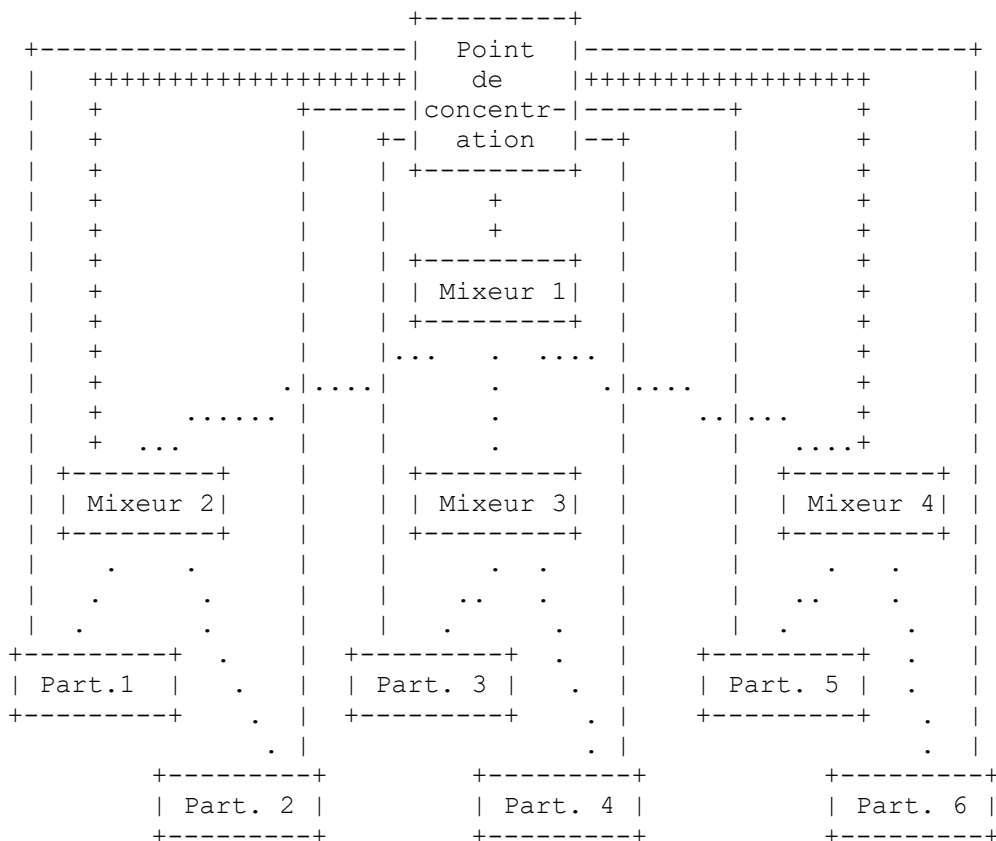 Point
de
concentr-
ation
Mixeur 1
Mixeur 2
Mixeur 3
Mixeur 4
Part.1
Part. 3
Part. 5
Part. 2
Part. 4
Part. 6